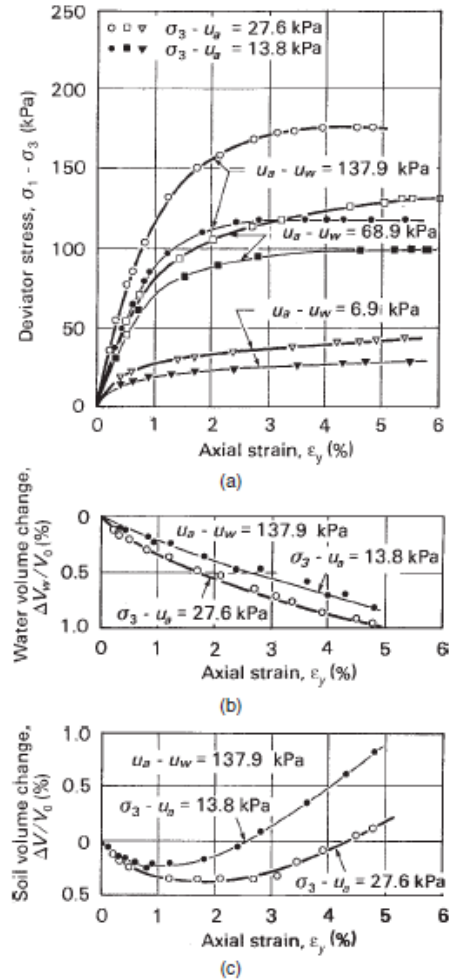 ○ □ ▽ σ3 - ua = 27.6 kPa
● ■ ▼ σ3 - ua = 13.8 kPa
Deviator stress, σ1 - σ3 (kPa)
250
200
150
100
50
0
ua - uw = 137.9 kPa
ua - uw = 68.9 kPa
ua - uw = 6.9 kPa
0 1 2 3 4 5 6
Axial strain, εy (%)
(a)
Water volume change,
ΔVw/V0 (%)
0
0.5
1.0
ua - uw = 137.9 kPa
σ3 - ua = 13.8 kPa
σ3 - ua = 27.6 kPa
0 1 2 3 4 5 6
Axial strain, εy (%)
(b)
Soil volume change,
ΔV/V0 (%)
1.0
0.5
0
0.5
ua - uw = 137.9 kPa
σ3 - ua = 13.8 kPa
σ3 - ua = 27.6 kPa
0 1 2 3 4 5 6
Axial strain, εy (%)
(c)